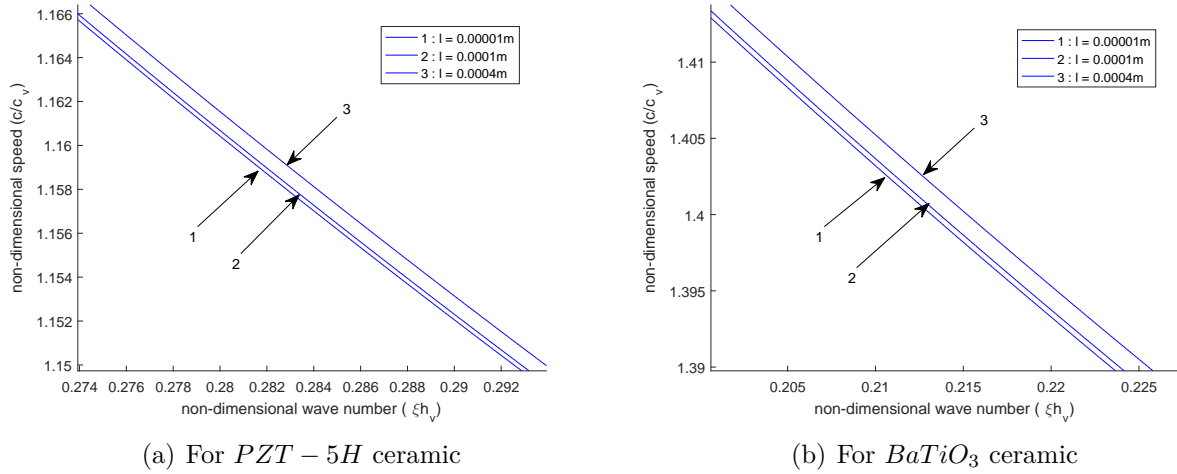 1.166
1.164
1.162
1.16
1.158
1.156
1.154
1.152
1.15
non-dimensional speed (c/c_v)
1 : l = 0.00001m
2 : l = 0.0001m
3 : l = 0.0004m
3
1
2
0.274 0.276 0.278 0.28 0.282 0.284 0.286 0.288 0.29 0.292
non-dimensional wave number ( ξh_v)
(a) For PZT − 5H ceramic
1.41
1.405
1.4
1.395
1.39
non-dimensional speed (c/c_v)
1 : l = 0.00001m
2 : l = 0.0001m
3 : l = 0.0004m
3
1
2
0.205 0.21 0.215 0.22 0.225
non-dimensional wave number ( ξh_v)
(b) For BaTiO₃ ceramic